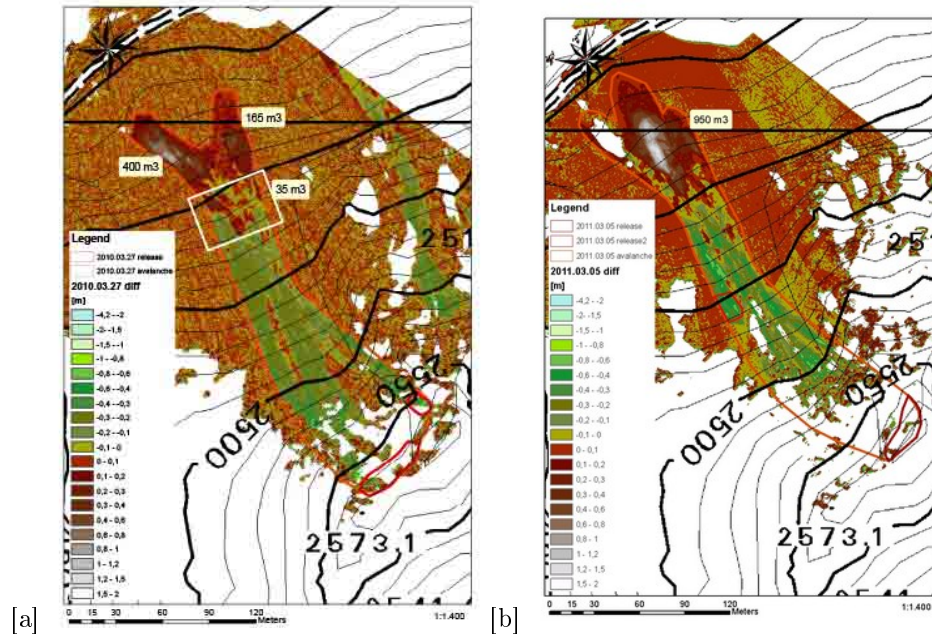 165 m3
400 m3
35 m3
Legend
2010.03.27 release
2010.03.27 avalanche
2010.03.27 diff
[m]
-4,2 - -2
-2 - -1,5
-1,5 - -1
-1 - -0,8
-0,8 - -0,6
-0,6 - -0,4
-0,4 - -0,3
-0,3 - -0,2
-0,2 - -0,1
-0,1 - 0
0 - 0,1
0,1 - 0,2
0,2 - 0,3
0,3 - 0,4
0,4 - 0,6
0,6 - 0,8
0,8 - 1
1 - 1,2
1,2 - 1,5
1,5 - 2
251
2550
2500
2573,1
0 15 30 60 90 120
Meters
1:1.400
[a]
950 m3
Legend
2011.03.05 release
2011.03.05 release2
2011.03.05 avalanche
2011.03.05 diff
[m]
-4,2 - -2
-2 - -1,5
-1,5 - -1
-1 - -0,8
-0,8 - -0,6
-0,6 - -0,4
-0,4 - -0,3
-0,3 - -0,2
-0,2 - -0,1
-0,1 - 0
0 - 0,1
0,1 - 0,2
0,2 - 0,3
0,3 - 0,4
0,4 - 0,6
0,6 - 0,8
0,8 - 1
1 - 1,2
1,2 - 1,5
1,5 - 2
251
2550
2500
2573,1
0 15 30 60 90 120
Meters
1:1.400
[b]